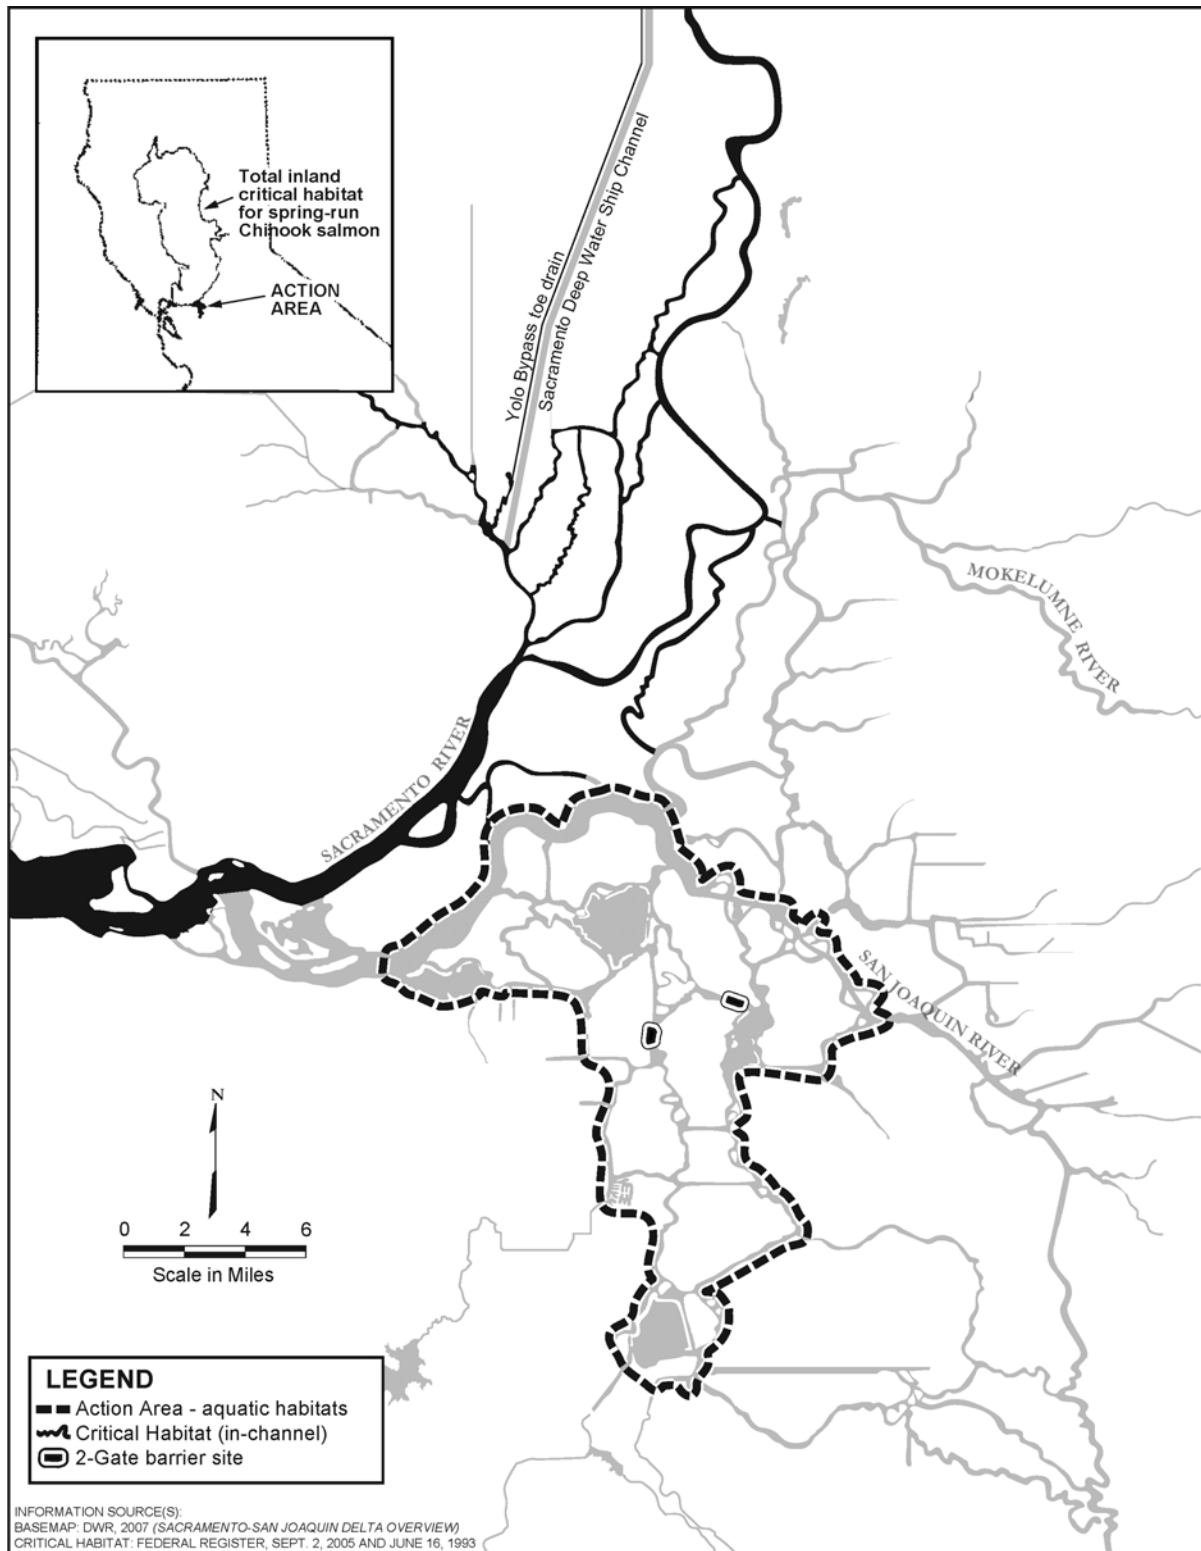 Total inland
critical habitat
for spring-run
Chinook salmon
ACTION
AREA
Yolo Bypass toe drain
Sacramento Deep Water Ship Channel
MOKELUMNE RIVER
SACRAMENTO RIVER
SAN JOAQUIN RIVER
N
0 2 4 6
Scale in Miles
LEGEND
Action Area - aquatic habitats
Critical Habitat (in-channel)
2-Gate barrier site
INFORMATION SOURCE(S):
BASEMAP: DWR, 2007 (SACRAMENTO-SAN JOAQUIN DELTA OVERVIEW)
CRITICAL HABITAT: FEDERAL REGISTER, SEPT. 2, 2005 AND JUNE 16, 1993